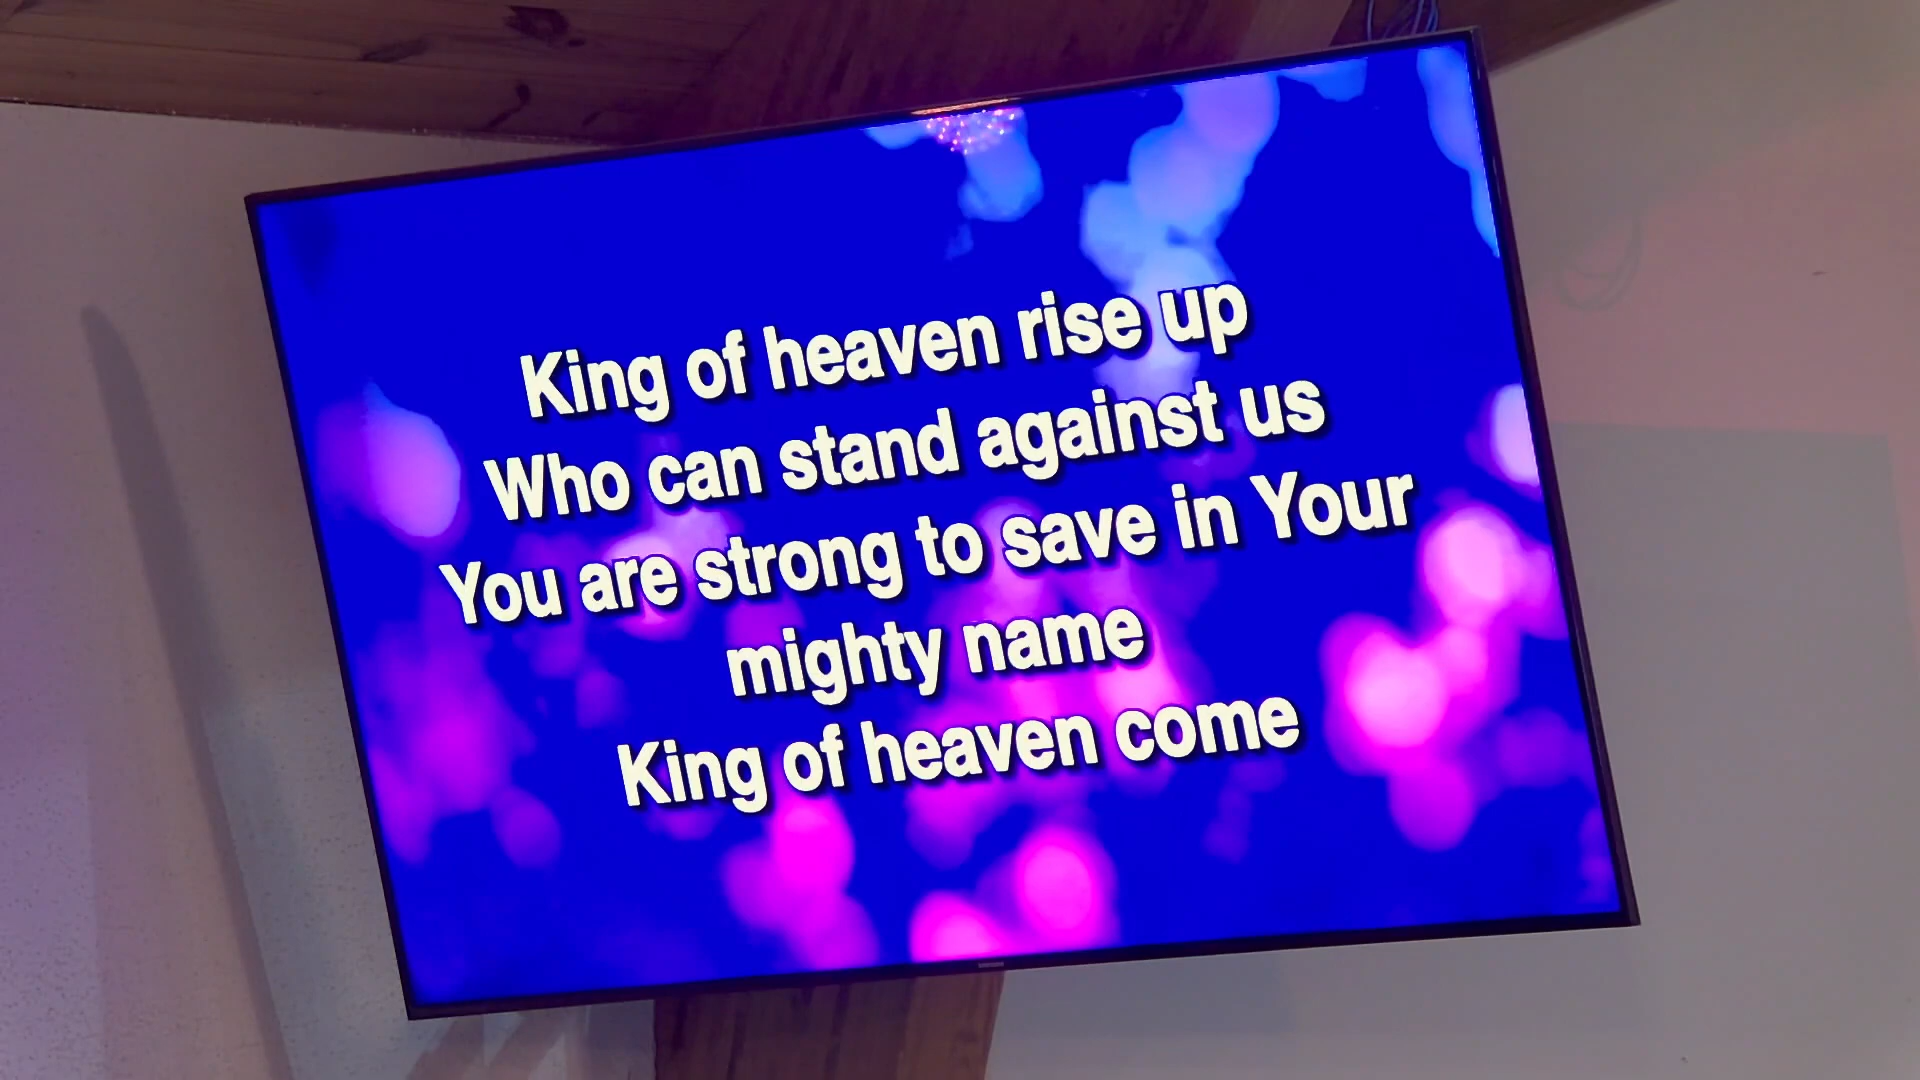 King of heaven rise up
Who can stand against us
You are strong to save in Your
mighty name
King of heaven come